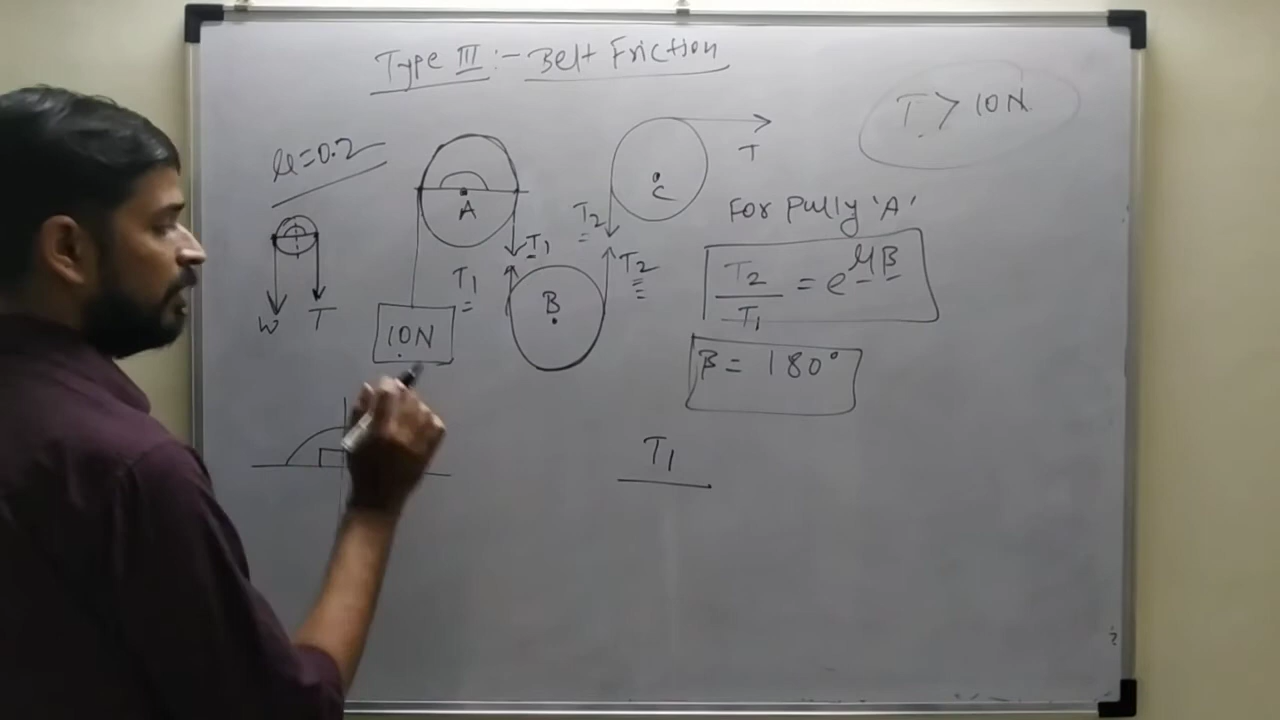 Type III :- Belt Friction
T > 10N
μ=0.2
A
C
T
For Pully 'A'
T2
T1
T1
T2
B
T2/T1 = e^μβ
W
T
10N
β = 180°
T1